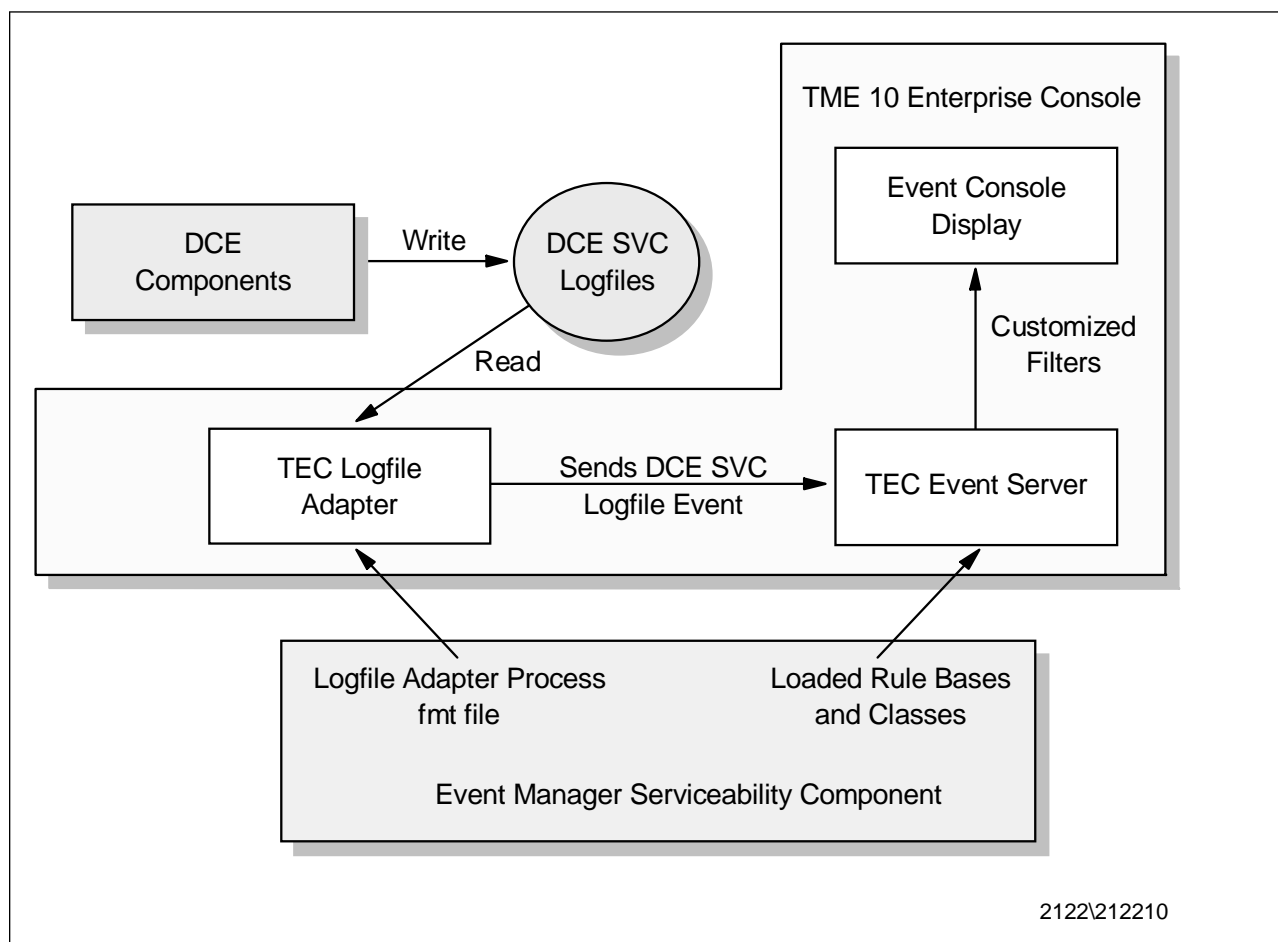 TME 10 Enterprise Console
Event Console
Display
DCE
Components
Write
DCE SVC
Logfiles
Customized
Filters
Read
TEC Logfile
Adapter
Sends DCE SVC
Logfile Event
TEC Event Server
Logfile Adapter Process
fmt file
Loaded Rule Bases
and Classes
Event Manager Serviceability Component
2122\212210